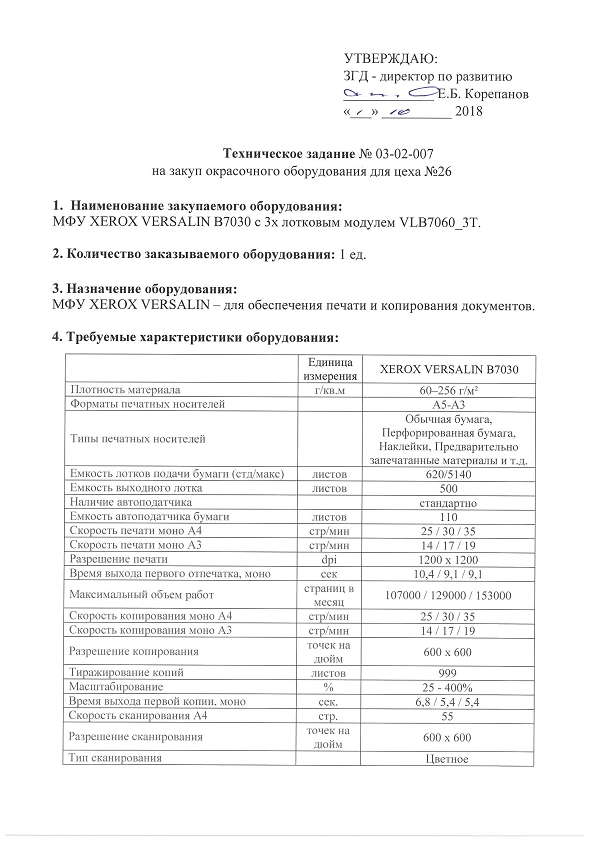 УТВЕРЖДАЮ:
ЗГД - директор по развитию
Е.Б. Корепанов
« 1 » 10 2018
Техническое задание № 03-02-007
на закуп окрасочного оборудования для цеха №26
1. Наименование закупаемого оборудования:
МФУ XEROX VERSALIN B7030 с 3х лотковым модулем VLB7060_3T.
2. Количество заказываемого оборудования: 1 ед.
3. Назначение оборудования:
МФУ XEROX VERSALIN – для обеспечения печати и копирования документов.
4. Требуемые характеристики оборудования:
Единица измерения XEROX VERSALIN B7030
Плотность материала г/кв.м 60–256 г/м²
Форматы печатных носителей А5-А3
Типы печатных носителей Обычная бумага,
Перфорированная бумага,
Наклейки, Предварительно
запечатанные материалы и т.д.
Емкость лотков подачи бумаги (стд/макс) листов 620/5140
Емкость выходного лотка листов 500
Наличие автоподатчика стандартно
Емкость автоподатчика бумаги листов 110
Скорость печати моно А4 стр/мин 25 / 30 / 35
Скорость печати моно А3 стр/мин 14 / 17 / 19
Разрешение печати dpi 1200 x 1200
Время выхода первого отпечатка, моно сек 10,4 / 9,1 / 9,1
Максимальный объем работ страниц в месяц 107000 / 129000 / 153000
Скорость копирования моно А4 стр/мин 25 / 30 / 35
Скорость копирования моно А3 стр/мин 14 / 17 / 19
Разрешение копирования точек на дюйм 600 x 600
Тиражирование копий листов 999
Масштабирование % 25 - 400%
Время выхода первой копии, моно сек. 6,8 / 5,4 / 5,4
Скорость сканирования А4 стр. 55
Разрешение сканирования точек на дюйм 600 x 600
Тип сканирования Цветное